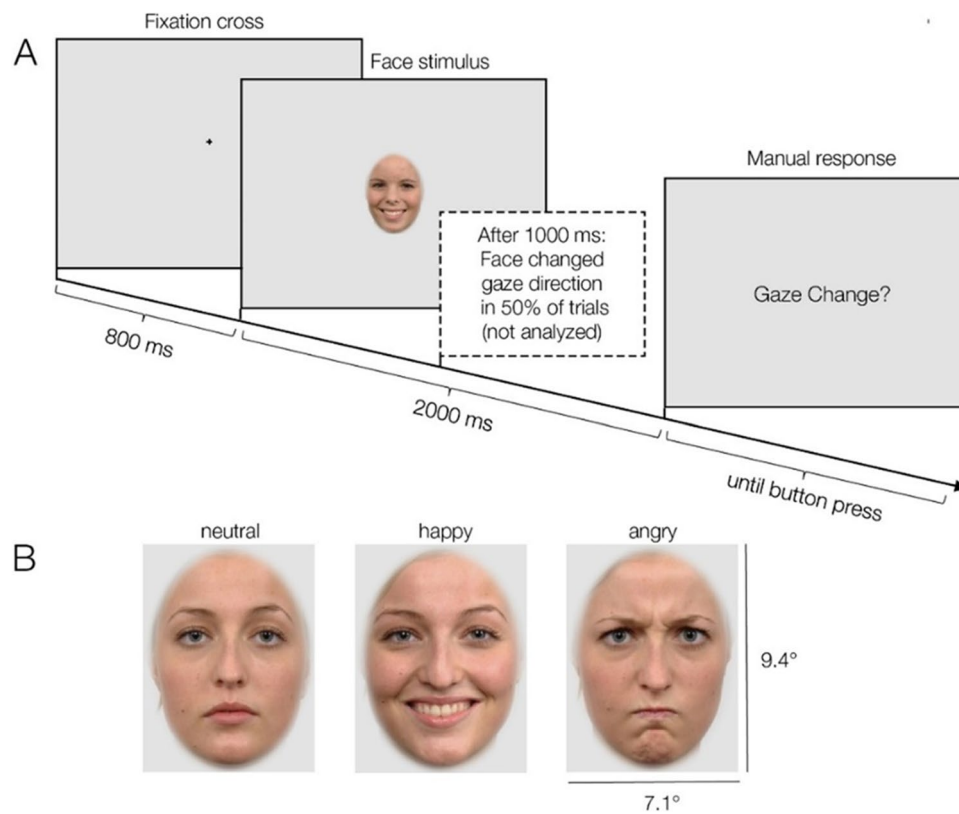 A
Fixation cross
Face stimulus
Manual response
After 1000 ms:
Face changed
gaze direction
in 50% of trials
(not analyzed)
Gaze Change?
800 ms
2000 ms
until button press
B
neutral
happy
angry
9.4°
7.1°